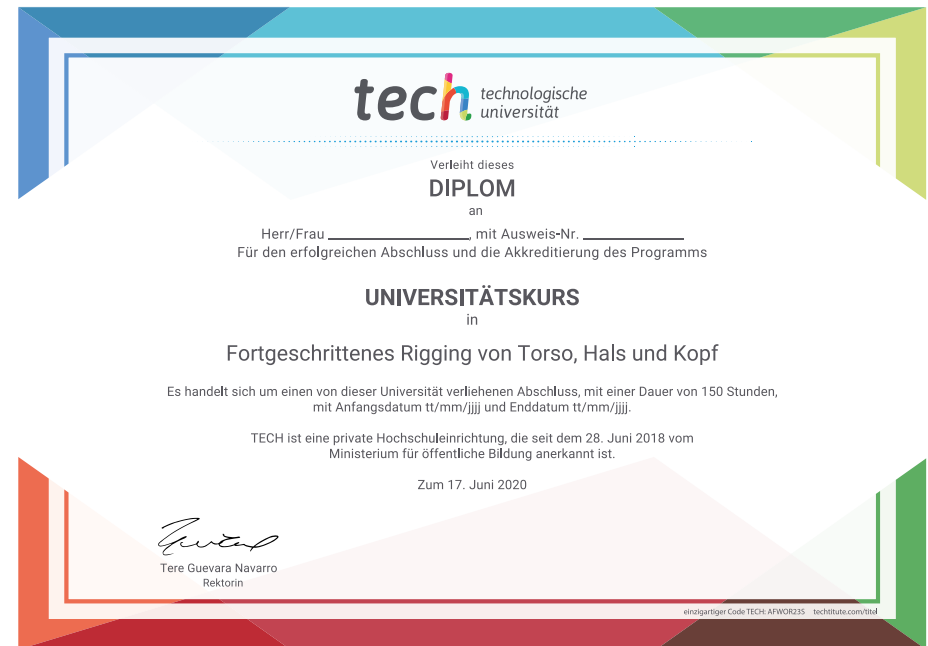 tech technologische
universität
Verleiht dieses
DIPLOM
an
Herr/Frau ____________________, mit Ausweis-Nr. ______________
Für den erfolgreichen Abschluss und die Akkreditierung des Programms
UNIVERSITÄTSKURS
in
Fortgeschrittenes Rigging von Torso, Hals und Kopf
Es handelt sich um einen von dieser Universität verliehenen Abschluss, mit einer Dauer von 150 Stunden,
mit Anfangsdatum tt/mm/jjjj und Enddatum tt/mm/jjjj.
TECH ist eine private Hochschuleinrichtung, die seit dem 28. Juni 2018 vom
Ministerium für öffentliche Bildung anerkannt ist.
Zum 17. Juni 2020
Tere Guevara Navarro
Rektorin
einzigartiger Code TECH: AFWOR23S techtitute.com/titel